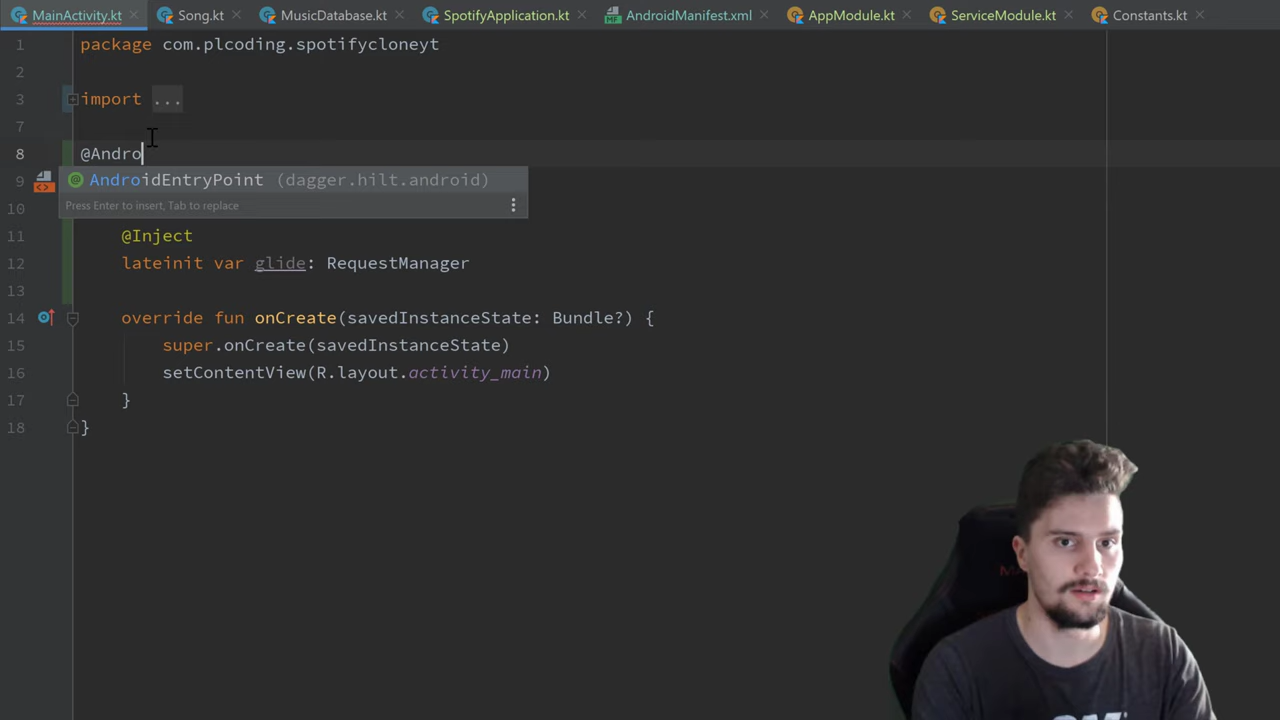 MainActivity.kt Song.kt MusicDatabase.kt SpotifyApplication.kt AndroidManifest.xml AppModule.kt ServiceModule.kt Constants.kt
1 package com.plcoding.spotifycloneyt
2
3 import ...
7
8 @Andro
AndroidEntryPoint (dagger.hilt.android)
9
Press Enter to insert, Tab to replace
10
11 @Inject
12 lateinit var glide: RequestManager
13
14 override fun onCreate(savedInstanceState: Bundle?) {
15 super.onCreate(savedInstanceState)
16 setContentView(R.layout.activity_main)
17 }
18 }